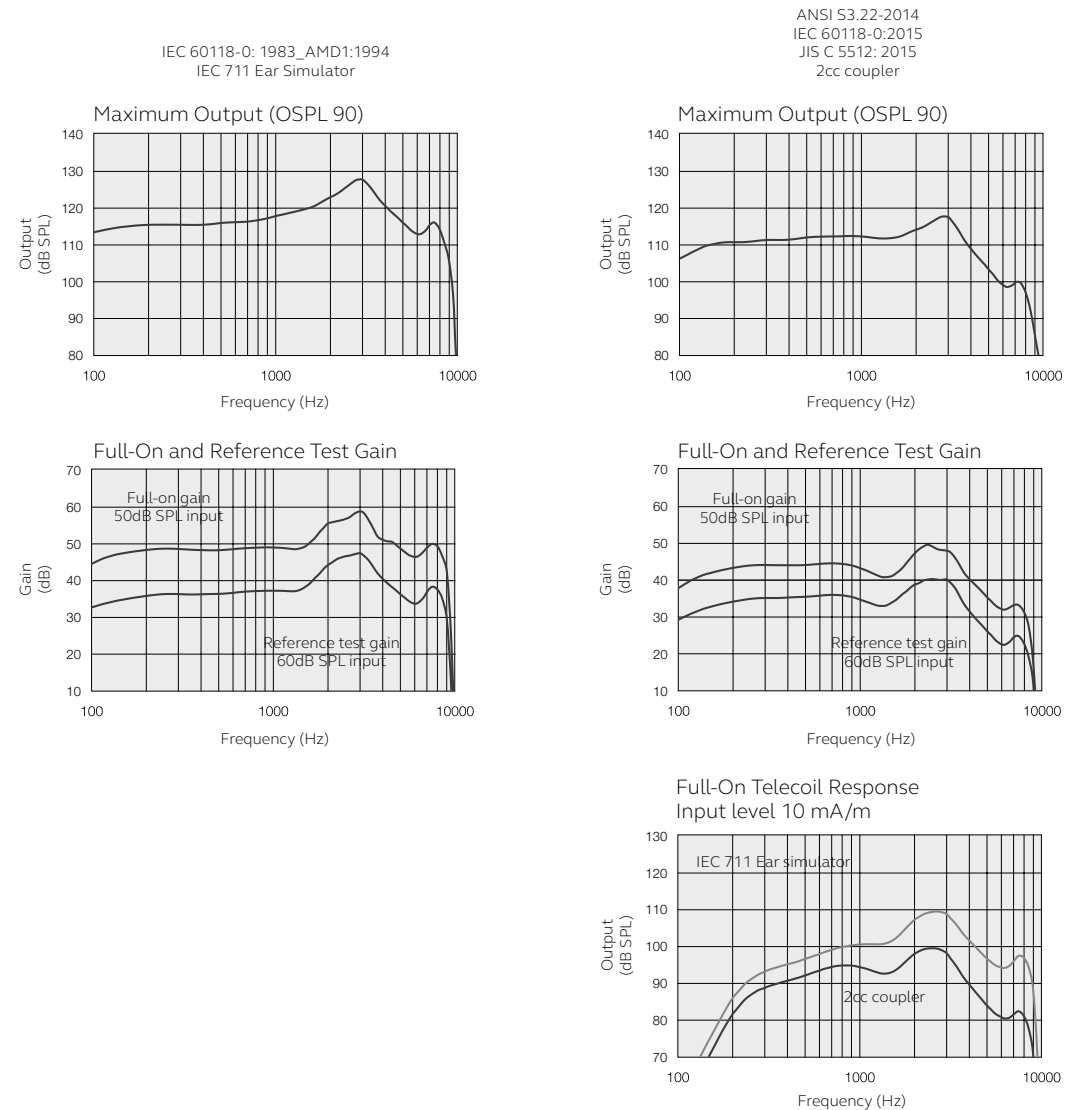 IEC 60118-0: 1983_AMD1:1994
IEC 711 Ear Simulator
ANSI S3.22-2014
IEC 60118-0:2015
JIS C 5512: 2015
2cc coupler
Maximum Output (OSPL 90)
140
130
120
110
100
90
80
Output
(dB SPL)
100
1000
10000
Frequency (Hz)
Maximum Output (OSPL 90)
140
130
120
110
100
90
80
Output
(dB SPL)
100
1000
10000
Frequency (Hz)
Full-On and Reference Test Gain
70
60
50
40
30
20
10
Gain
(dB)
Full-on gain
50dB SPL input
Reference test gain
60dB SPL input
100
1000
10000
Frequency (Hz)
Full-On and Reference Test Gain
70
60
50
40
30
20
10
Gain
(dB)
Full-on gain
50dB SPL input
Reference test gain
60dB SPL input
100
1000
10000
Frequency (Hz)
Full-On Telecoil Response
Input level 10 mA/m
130
120
110
100
90
80
70
Output
(dB SPL)
IEC 711 Ear simulator
2cc coupler
100
1000
10000
Frequency (Hz)